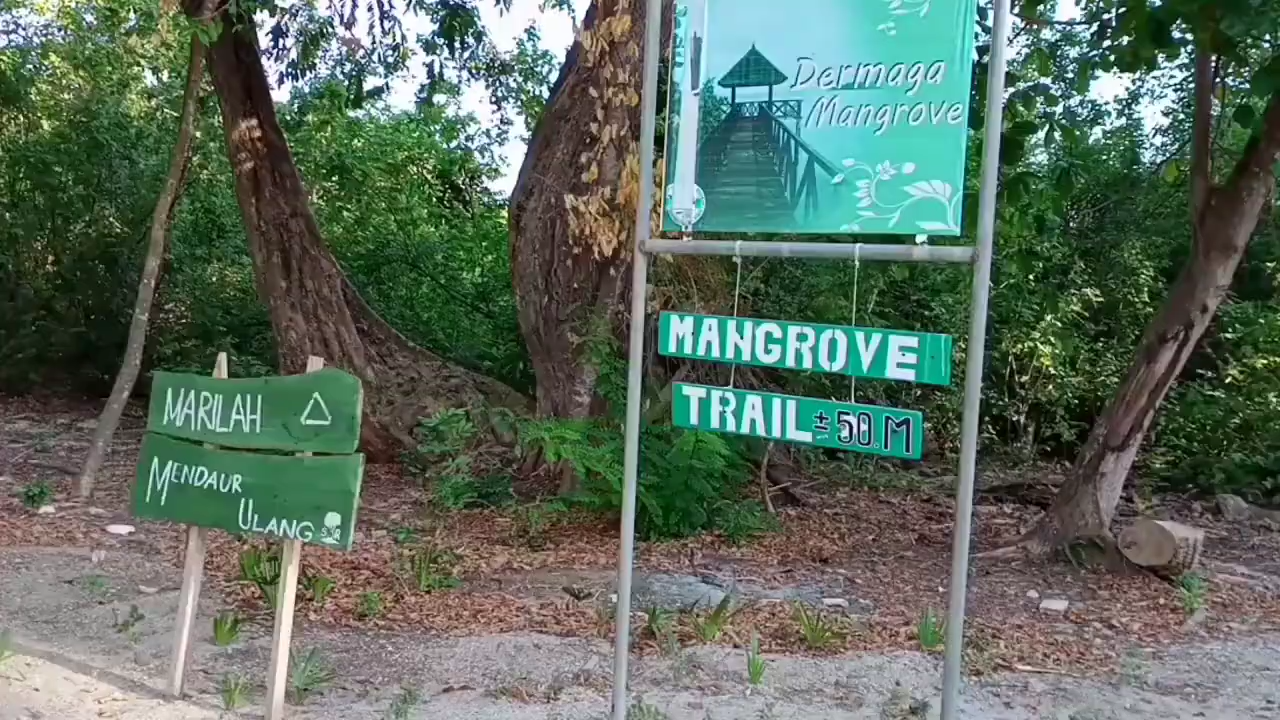 Dermaga
Mangrove
MANGROVE
TRAIL ± 50.M
MARILAH
MENDAUR
ULANG